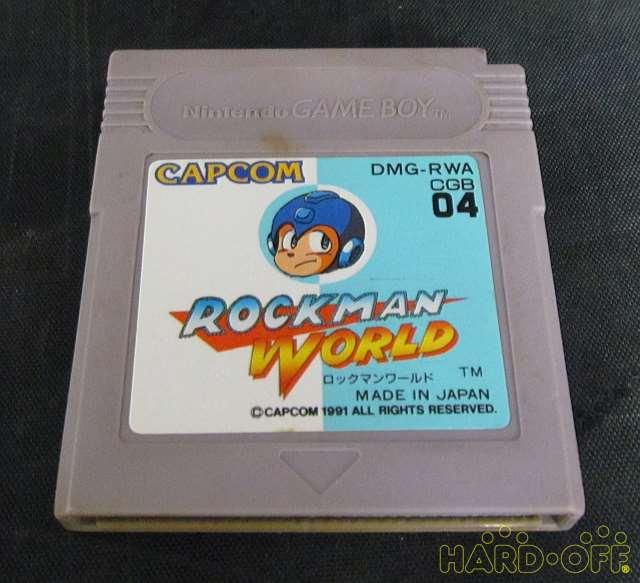 Nintendo GAME BOY TM
CAPCOM
DMG-RWA
CGB
04
ROCKMAN
WORLD
ロックマンワールド TM
MADE IN JAPAN
©CAPCOM 1991 ALL RIGHTS RESERVED.
HARD·OFF®